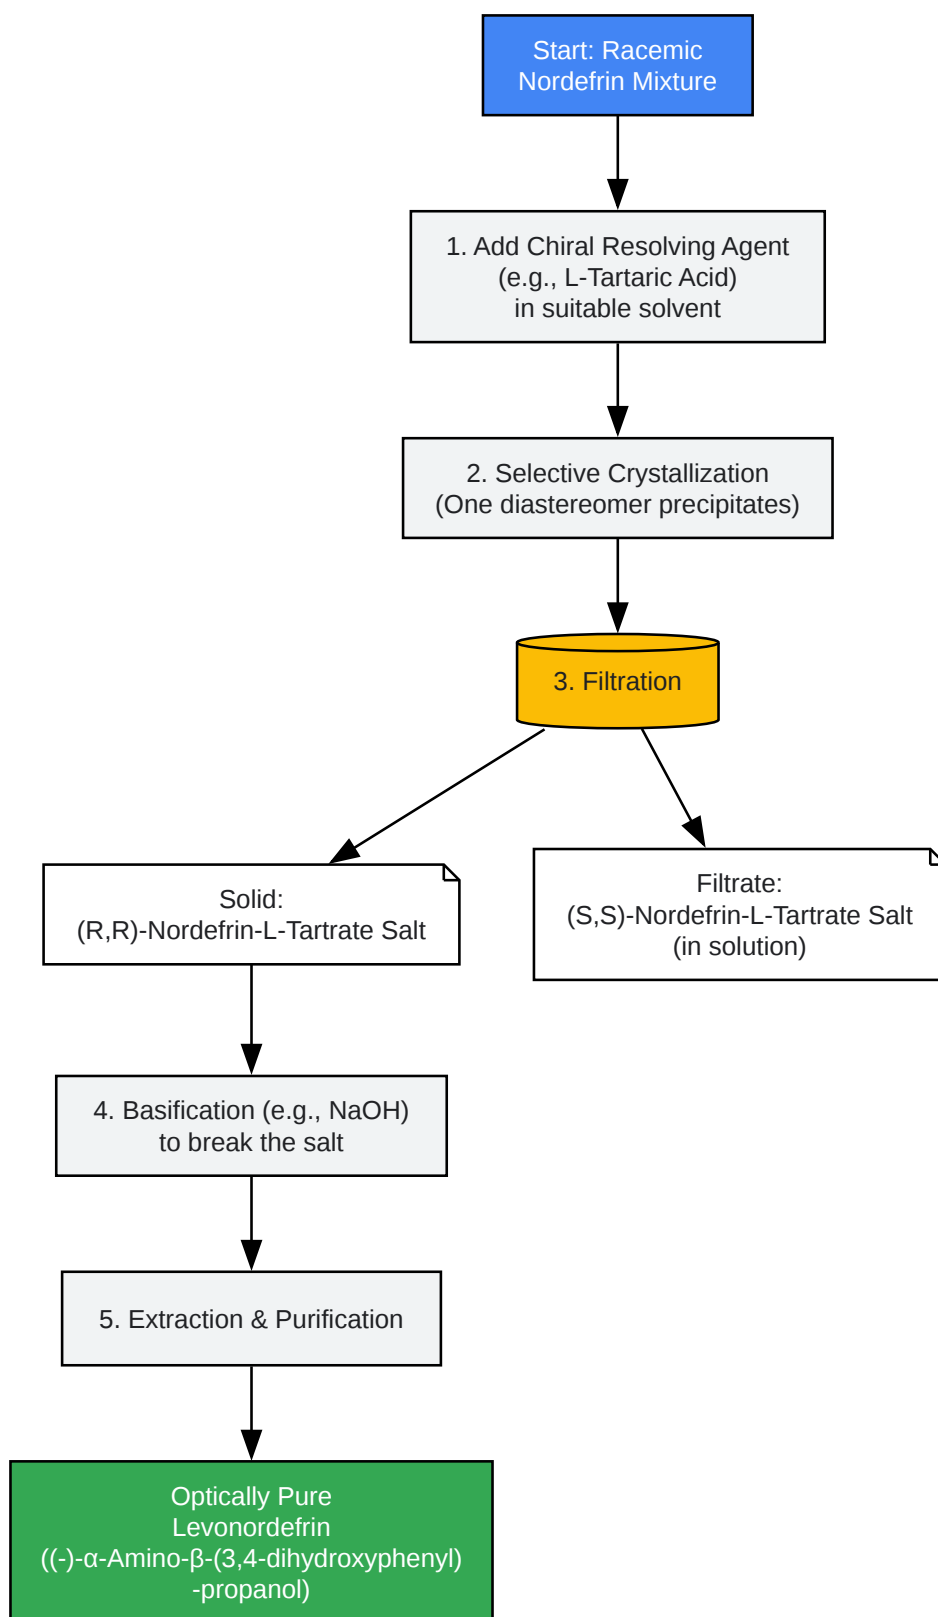 Start: Racemic
Nordefrin Mixture
1. Add Chiral Resolving Agent
(e.g., L-Tartaric Acid)
in suitable solvent
2. Selective Crystallization
(One diastereomer precipitates)
3. Filtration
Solid:
(R,R)-Nordefrin-L-Tartrate Salt
Filtrate:
(S,S)-Nordefrin-L-Tartrate Salt
(in solution)
4. Basification (e.g., NaOH)
to break the salt
5. Extraction & Purification
Optically Pure
Levonordefrin
((-)-α-Amino-β-(3,4-dihydroxyphenyl)
-propanol)